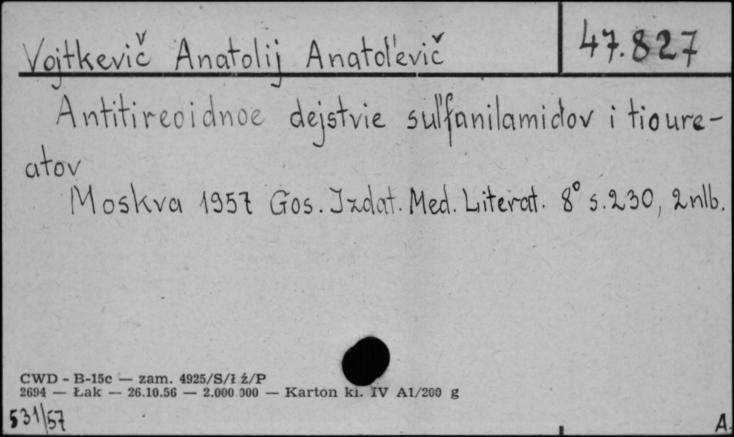 Vojtkevič Anatolij Anatol'evič 47.827
Antitireoidnoe dejstvie sul'fanilamidov i tioure-
atov
Moskva 1957 Gos. Izdat. Med. Literat. 8° s. 230, 2 nlb.
CWD - B-15c — zam. 4925/S/ł ż/P
2694 — Łak — 26.10.56 — 2.000.000 — Karton kl. IV A1/200 g
531/57 A.